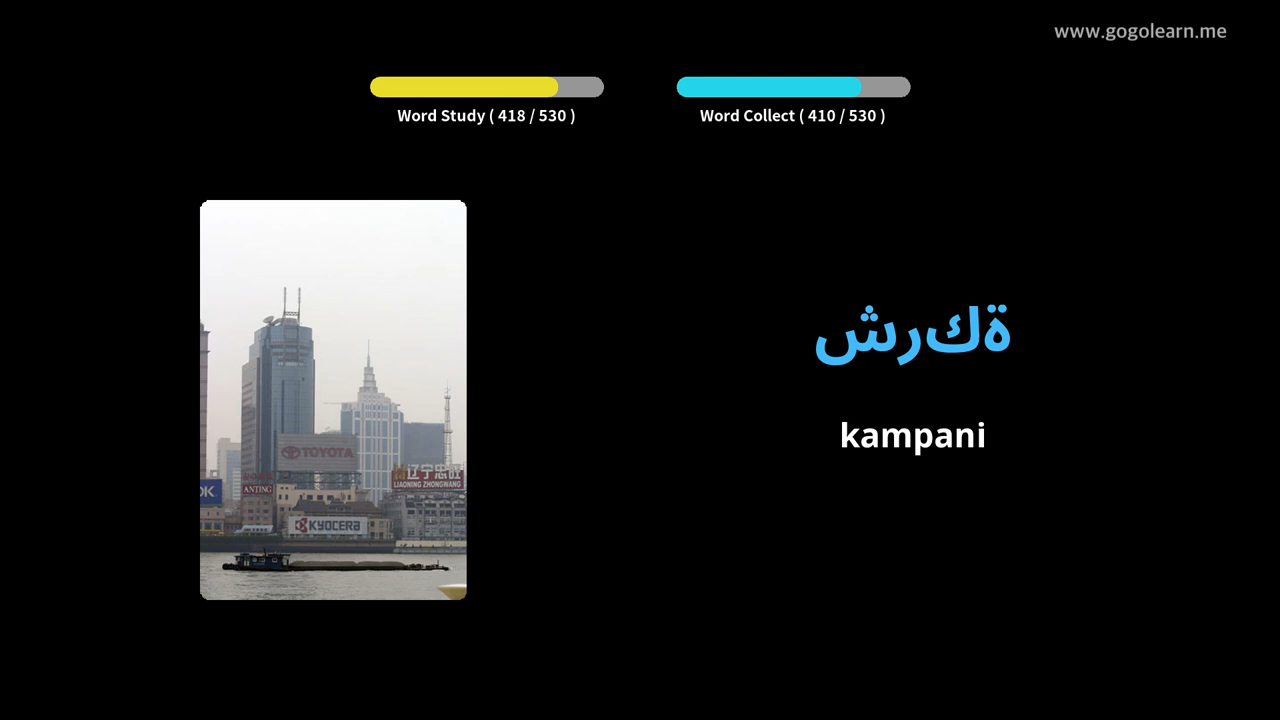 www.gogolearn.me
Word Study ( 418 / 530 )
Word Collect ( 410 / 530 )
ةكرش
kampani
TOYOTA
辽宁忠旺
LIAONING ZHONGWANG
ANTING
KYOCERA